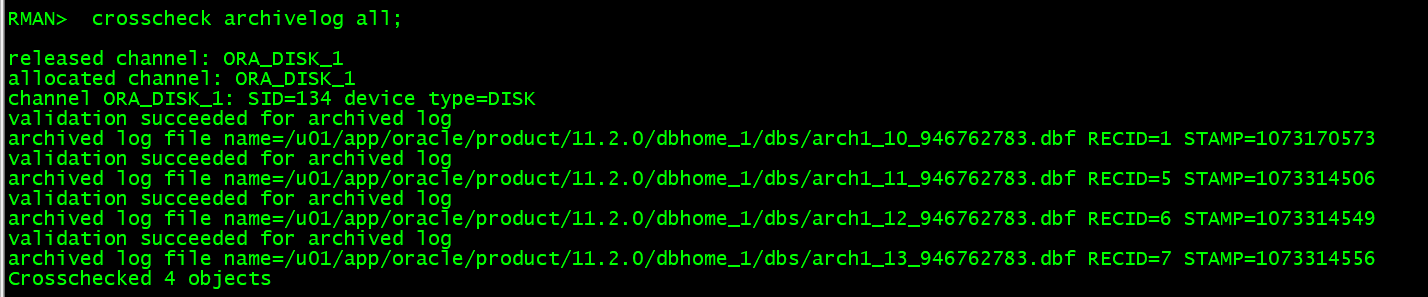 RMAN>  crosscheck archivelog all;
released channel: ORA_DISK_1
allocated channel: ORA_DISK_1
channel ORA_DISK_1: SID=134 device type=DISK
validation succeeded for archived log
archived log file name=/u01/app/oracle/product/11.2.0/dbhome_1/dbs/arch1_10_946762783.dbf RECID=1 STAMP=1073170573
validation succeeded for archived log
archived log file name=/u01/app/oracle/product/11.2.0/dbhome_1/dbs/arch1_11_946762783.dbf RECID=5 STAMP=1073314506
validation succeeded for archived log
archived log file name=/u01/app/oracle/product/11.2.0/dbhome_1/dbs/arch1_12_946762783.dbf RECID=6 STAMP=1073314549
validation succeeded for archived log
archived log file name=/u01/app/oracle/product/11.2.0/dbhome_1/dbs/arch1_13_946762783.dbf RECID=7 STAMP=1073314556
Crosschecked 4 objects